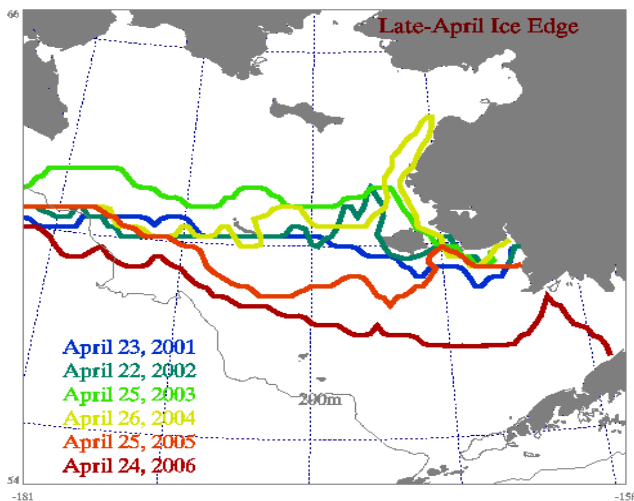 66
Late-April Ice Edge
April 23, 2001
April 22, 2002
April 25, 2003
200m
April 26, 2004
April 25, 2005
April 24, 2006
54
-181